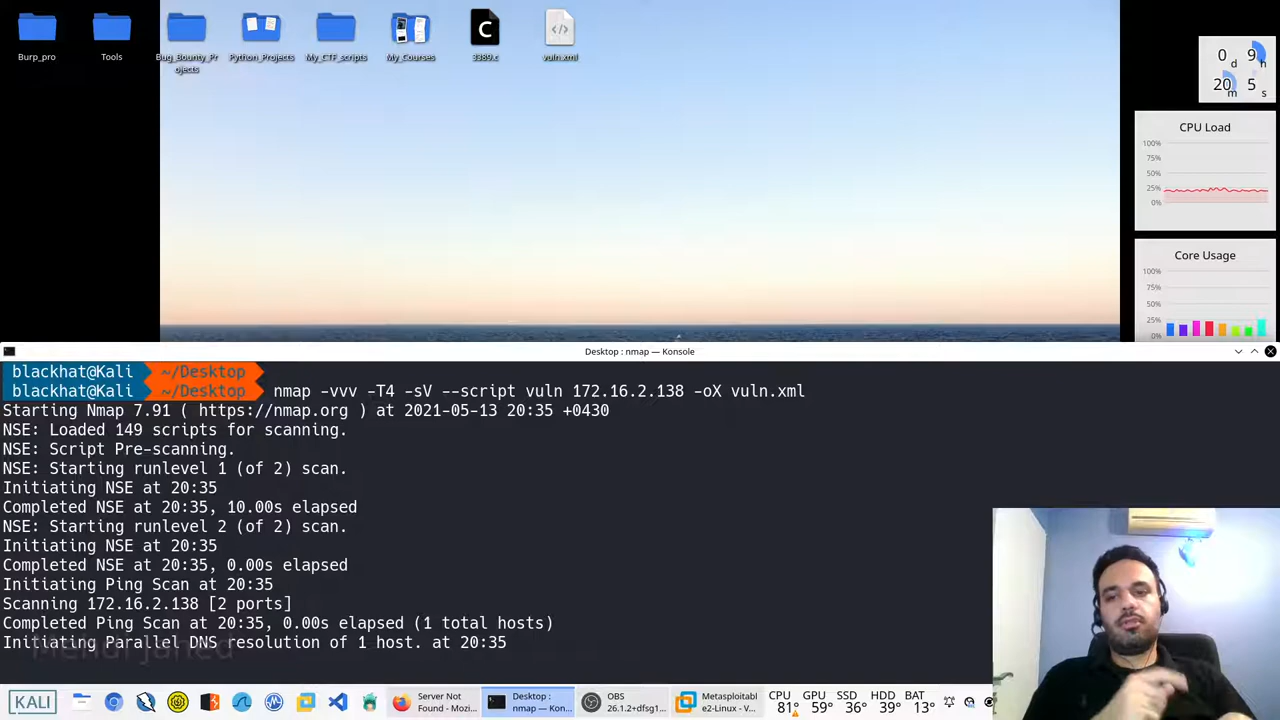 Burp_pro
Tools
Bug_Bounty_Pr
ojects
Python_Projects
My_CTF_scripts
My_Courses
C
3389.c
</>
vuln.xml
0 d 9 h
20 m 5 s
CPU Load
100%
75%
50%
25%
0%
Core Usage
100%
75%
50%
25%
0%
Desktop : nmap — Konsole
blackhat@Kali ~/Desktop
blackhat@Kali ~/Desktop nmap -vvv -T4 -sV --script vuln 172.16.2.138 -oX vuln.xml
Starting Nmap 7.91 ( https://nmap.org ) at 2021-05-13 20:35 +0430
NSE: Loaded 149 scripts for scanning.
NSE: Script Pre-scanning.
NSE: Starting runlevel 1 (of 2) scan.
Initiating NSE at 20:35
Completed NSE at 20:35, 10.00s elapsed
NSE: Starting runlevel 2 (of 2) scan.
Initiating NSE at 20:35
Completed NSE at 20:35, 0.00s elapsed
Initiating Ping Scan at 20:35
Scanning 172.16.2.138 [2 ports]
Completed Ping Scan at 20:35, 0.00s elapsed (1 total hosts)
Initiating Parallel DNS resolution of 1 host. at 20:35
KALI
Server Not
Found - Mozi...
Desktop :
nmap — Kon...
OBS
26.1.2+dfsg1...
Metasploitabl
e2-Linux - V...
CPU GPU SSD HDD BAT
81° 59° 36° 39° 13°